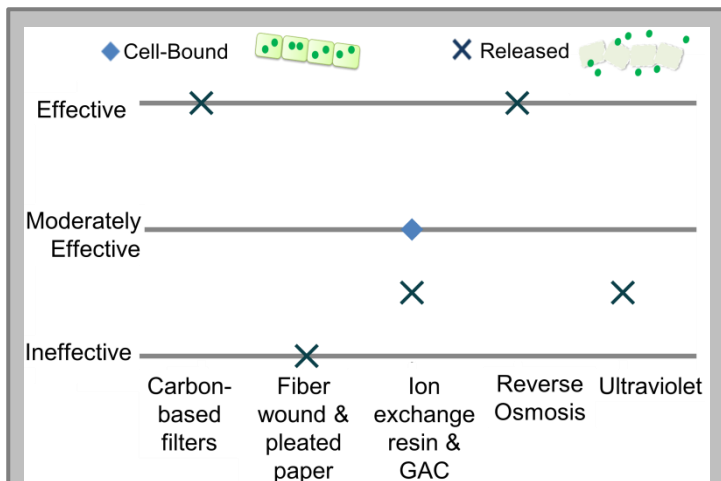 Cell-Bound
Released
Effective
Moderately
Effective
Ineffective
Carbon-
based
filters
Fiber
wound &
pleated
paper
Ion
exchange
resin &
GAC
Reverse
Osmosis
Ultraviolet